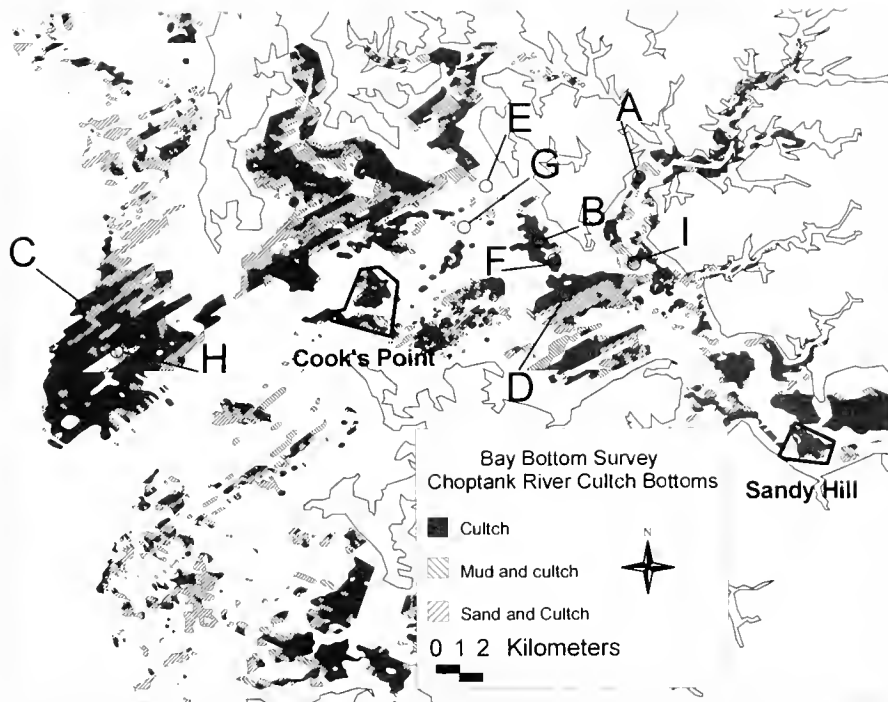 A
E
G
B
C
F
I
H
Cook's Point
D
Bay Bottom Survey
Choptank River Cultch Bottoms
Sandy Hill
Cultch
N
Mud and cultch
Sand and Cultch
0 1 2 Kilometers